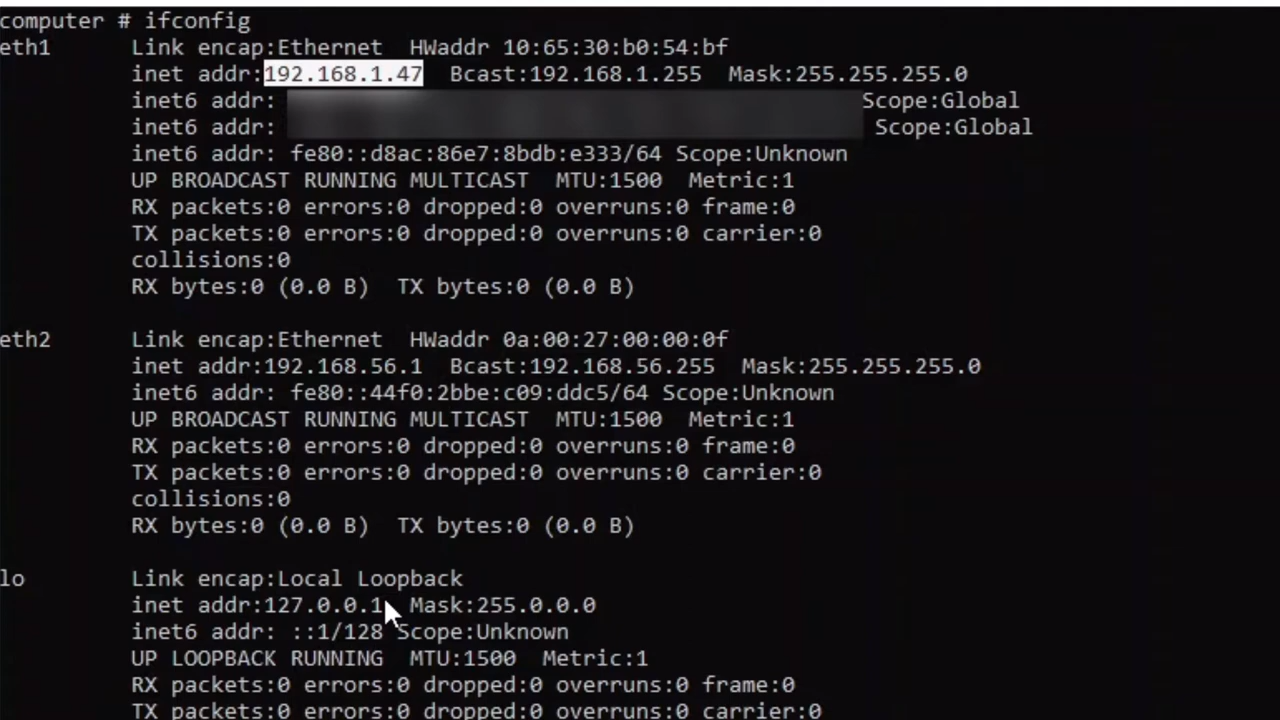 computer # ifconfig
eth1 Link encap:Ethernet HWaddr 10:65:30:b0:54:bf
inet addr:192.168.1.47 Bcast:192.168.1.255 Mask:255.255.255.0
inet6 addr: Scope:Global
inet6 addr: Scope:Global
inet6 addr: fe80::d8ac:86e7:8bdb:e333/64 Scope:Unknown
UP BROADCAST RUNNING MULTICAST MTU:1500 Metric:1
RX packets:0 errors:0 dropped:0 overruns:0 frame:0
TX packets:0 errors:0 dropped:0 overruns:0 carrier:0
collisions:0
RX bytes:0 (0.0 B) TX bytes:0 (0.0 B)
eth2 Link encap:Ethernet HWaddr 0a:00:27:00:00:0f
inet addr:192.168.56.1 Bcast:192.168.56.255 Mask:255.255.255.0
inet6 addr: fe80::44f0:2bbe:c09:ddc5/64 Scope:Unknown
UP BROADCAST RUNNING MULTICAST MTU:1500 Metric:1
RX packets:0 errors:0 dropped:0 overruns:0 frame:0
TX packets:0 errors:0 dropped:0 overruns:0 carrier:0
collisions:0
RX bytes:0 (0.0 B) TX bytes:0 (0.0 B)
lo Link encap:Local Loopback
inet addr:127.0.0.1 Mask:255.0.0.0
inet6 addr: ::1/128 Scope:Unknown
UP LOOPBACK RUNNING MTU:1500 Metric:1
RX packets:0 errors:0 dropped:0 overruns:0 frame:0
TX packets:0 errors:0 dropped:0 overruns:0 carrier:0